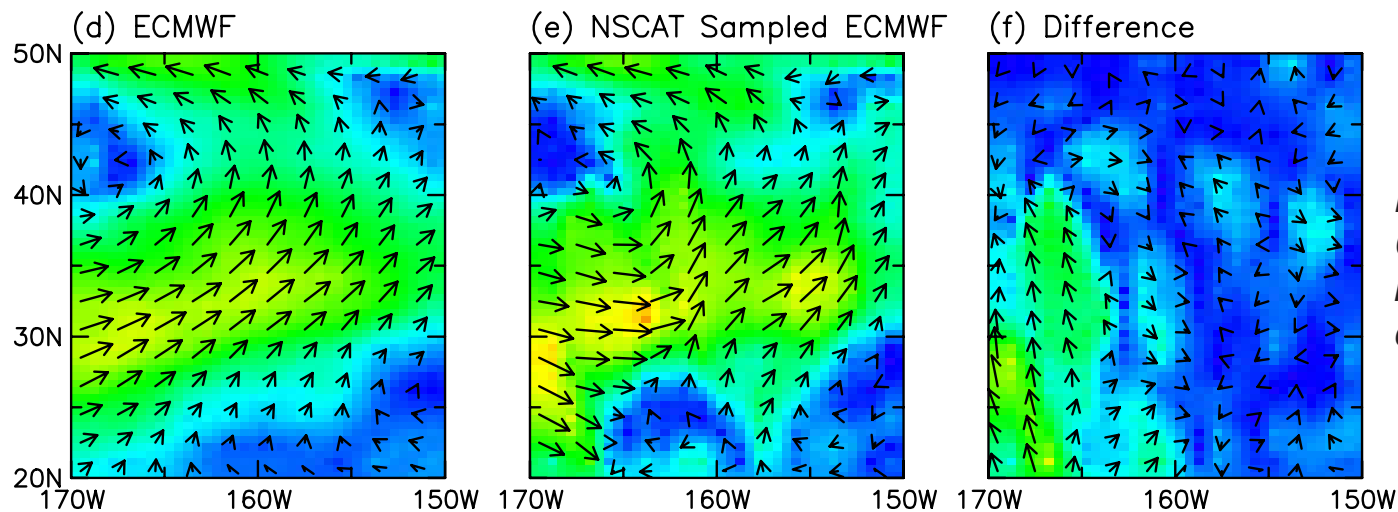 (d) ECMWF
(e) NSCAT Sampled ECMWF
(f) Difference
50N
40N
30N
20N
170W 160W 150W
170W 160W 150W
170W 160W 150W